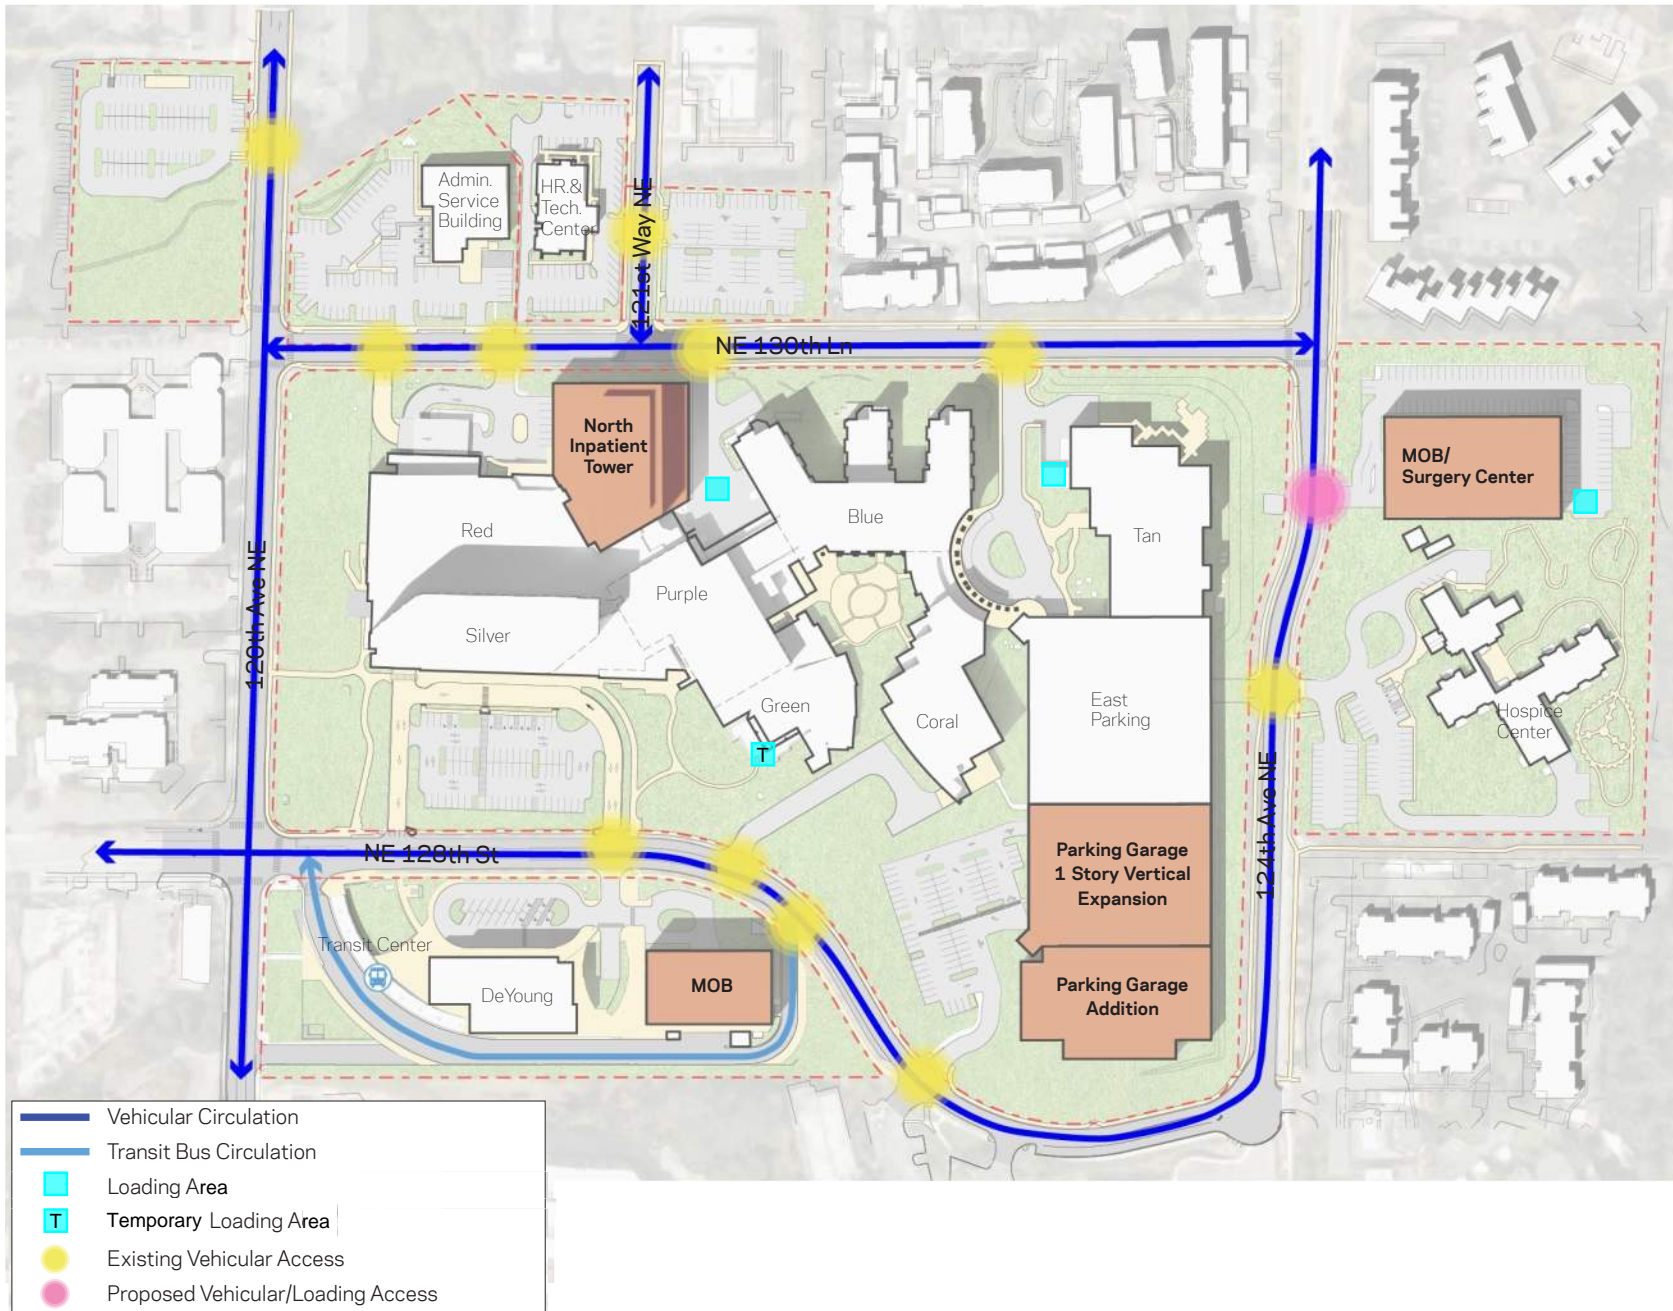 Admin.
Service
Building
HR.&
Tech.
Center
121st Way NE
NE 130th Ln
North
Inpatient
Tower
MOB/
Surgery Center
Red
Blue
Tan
Purple
Silver
120th Ave NE
Green
Coral
East
Parking
Hospice
Center
T
124th Ave NE
NE 128th St
Parking Garage
1 Story Vertical
Expansion
Transit Center
DeYoung
MOB
Parking Garage
Addition
Vehicular Circulation
Transit Bus Circulation
Loading Area
T Temporary Loading Area
Existing Vehicular Access
Proposed Vehicular/Loading Access